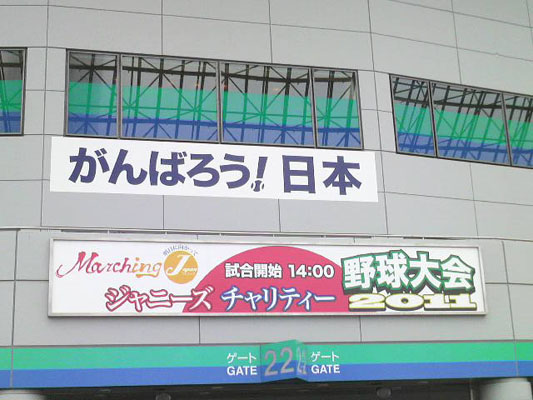 がんばろう!日本
Marching J
試合開始 14:00
野球大会
ジャニーズ チャリティー
2011
ゲート 22 ゲート
GATE GATE